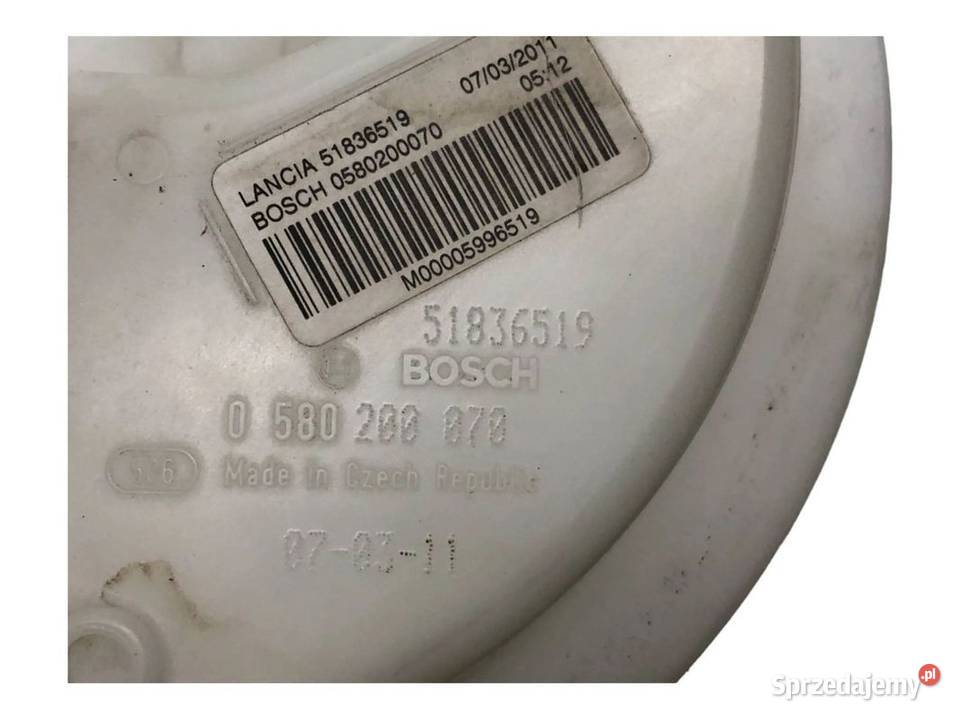 LANCIA 51836519 07/03/2011
BOSCH 0580200070 05:12
M00005996519
51836519
BOSCH
0 580 200 070
Made in Czech Republic
07-03-11
Sprzedajemy.pl